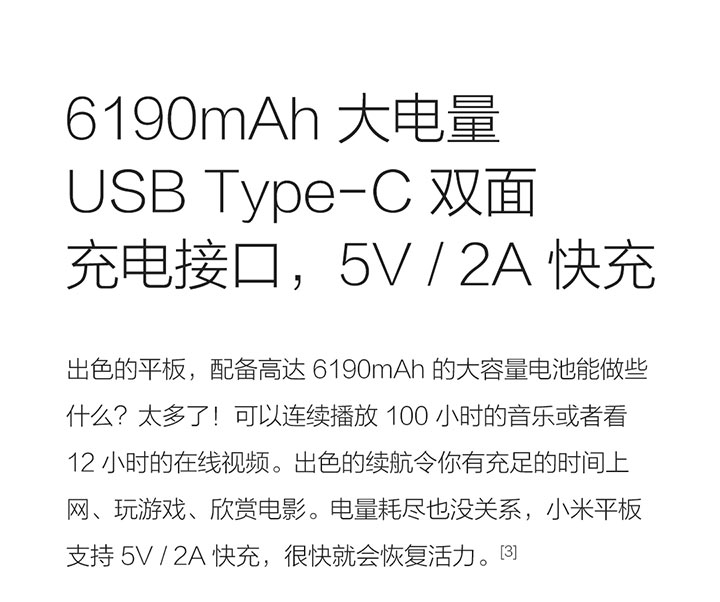 6190mAh 大电量
USB Type-C 双面
充电接口，5V / 2A 快充
出色的平板，配备高达 6190mAh 的大容量电池能做些
什么？太多了！可以连续播放 100 小时的音乐或者看
12 小时的在线视频。出色的续航令你有充足的时间上
网、玩游戏、欣赏电影。电量耗尽也没关系，小米平板
支持 5V / 2A 快充，很快就会恢复活力。[3]